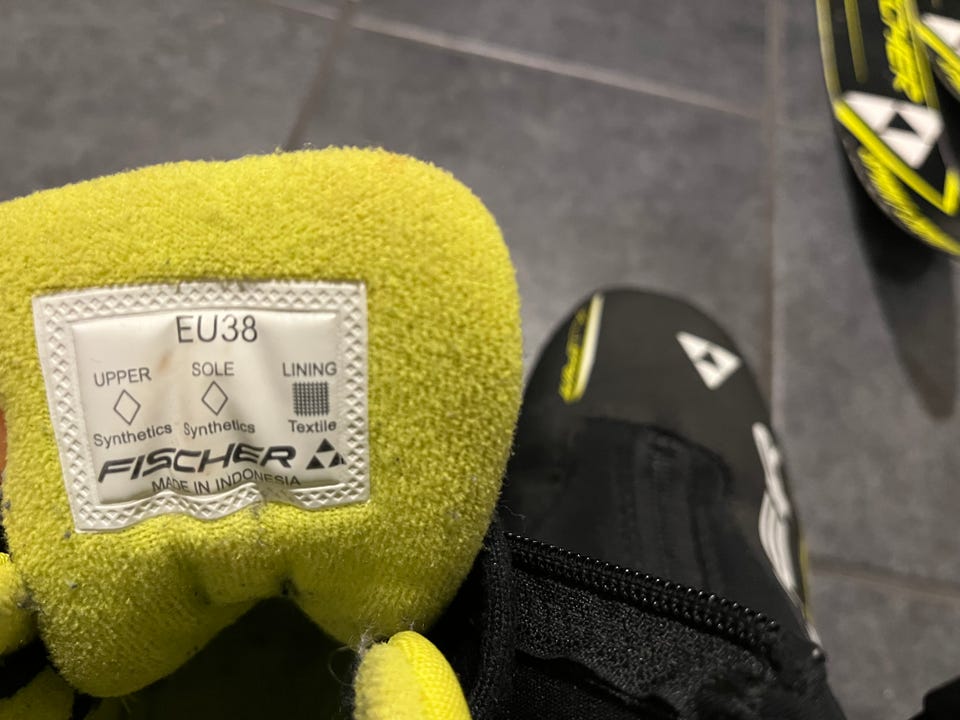 EU38
UPPER SOLE LINING
Synthetics Synthetics Textile
FISCHER
MADE IN INDONESIA